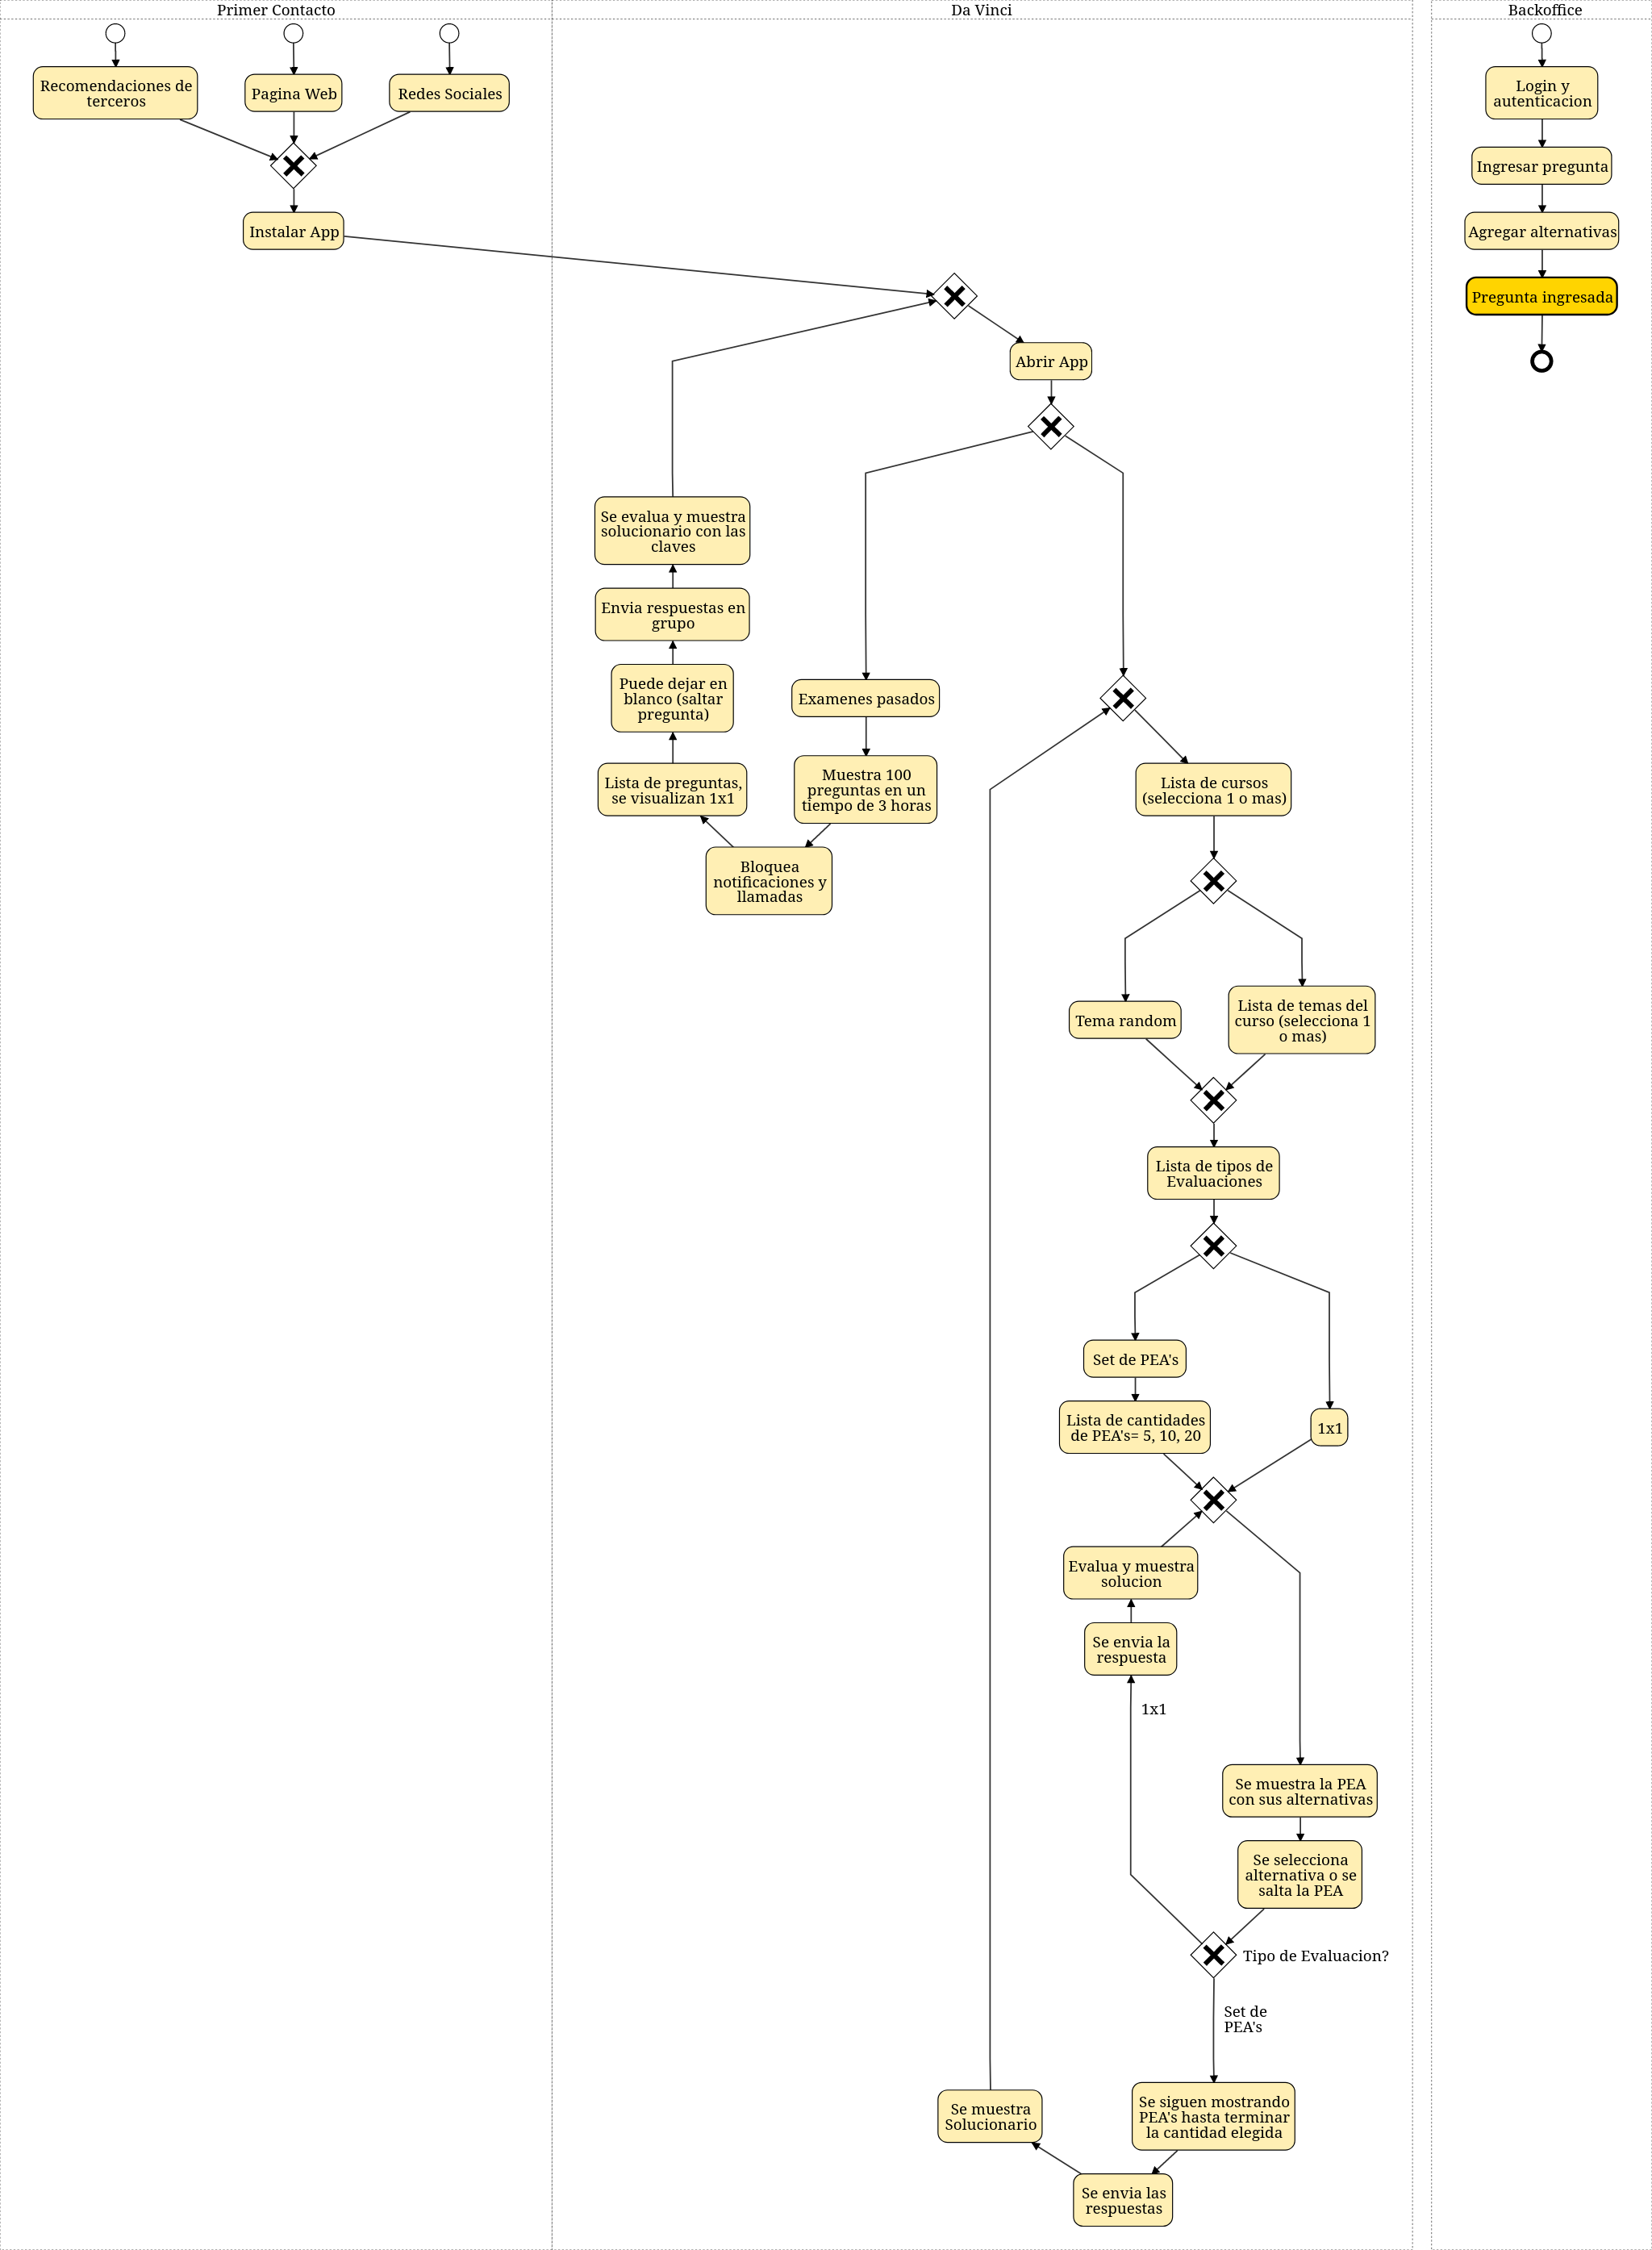 Primer Contacto
Da Vinci
Backoffice
Recomendaciones de
terceros
Pagina Web
Redes Sociales
Instalar App
Login y
autenticacion
Ingresar pregunta
Agregar alternativas
Pregunta ingresada
Abrir App
Se evalua y muestra
solucionario con las
claves
Envia respuestas en
grupo
Puede dejar en
blanco (saltar
pregunta)
Lista de preguntas,
se visualizan 1x1
Examenes pasados
Muestra 100
preguntas en un
tiempo de 3 horas
Bloquea
notificaciones y
llamadas
Lista de cursos
(selecciona 1 o mas)
Tema random
Lista de temas del
curso (selecciona 1
o mas)
Lista de tipos de
Evaluaciones
Set de PEA's
Lista de cantidades
de PEA's= 5, 10, 20
1x1
Evalua y muestra
solucion
Se envia la
respuesta
1x1
Se muestra la PEA
con sus alternativas
Se selecciona
alternativa o se
salta la PEA
Tipo de Evaluacion?
Set de
PEA's
Se muestra
Solucionario
Se siguen mostrando
PEA's hasta terminar
la cantidad elegida
Se envia las
respuestas